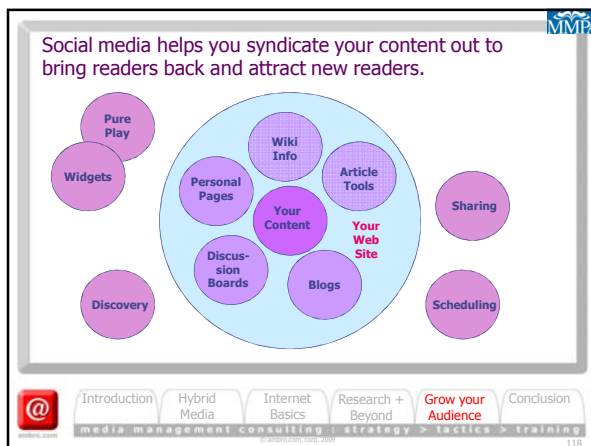 MMPA
Social media helps you syndicate your content out to
bring readers back and attract new readers.
Pure
Play
Widgets
Discovery
Wiki
Info
Personal
Pages
Article
Tools
Your
Content
Your
Web
Site
Discus-
sion
Boards
Blogs
Sharing
Scheduling
@
ambro.com
Introduction
Hybrid
Media
Internet
Basics
Research +
Beyond
Grow your
Audience
Conclusion
media management consulting : strategy > tactics > training
© ambro.com, corp. 2009
118